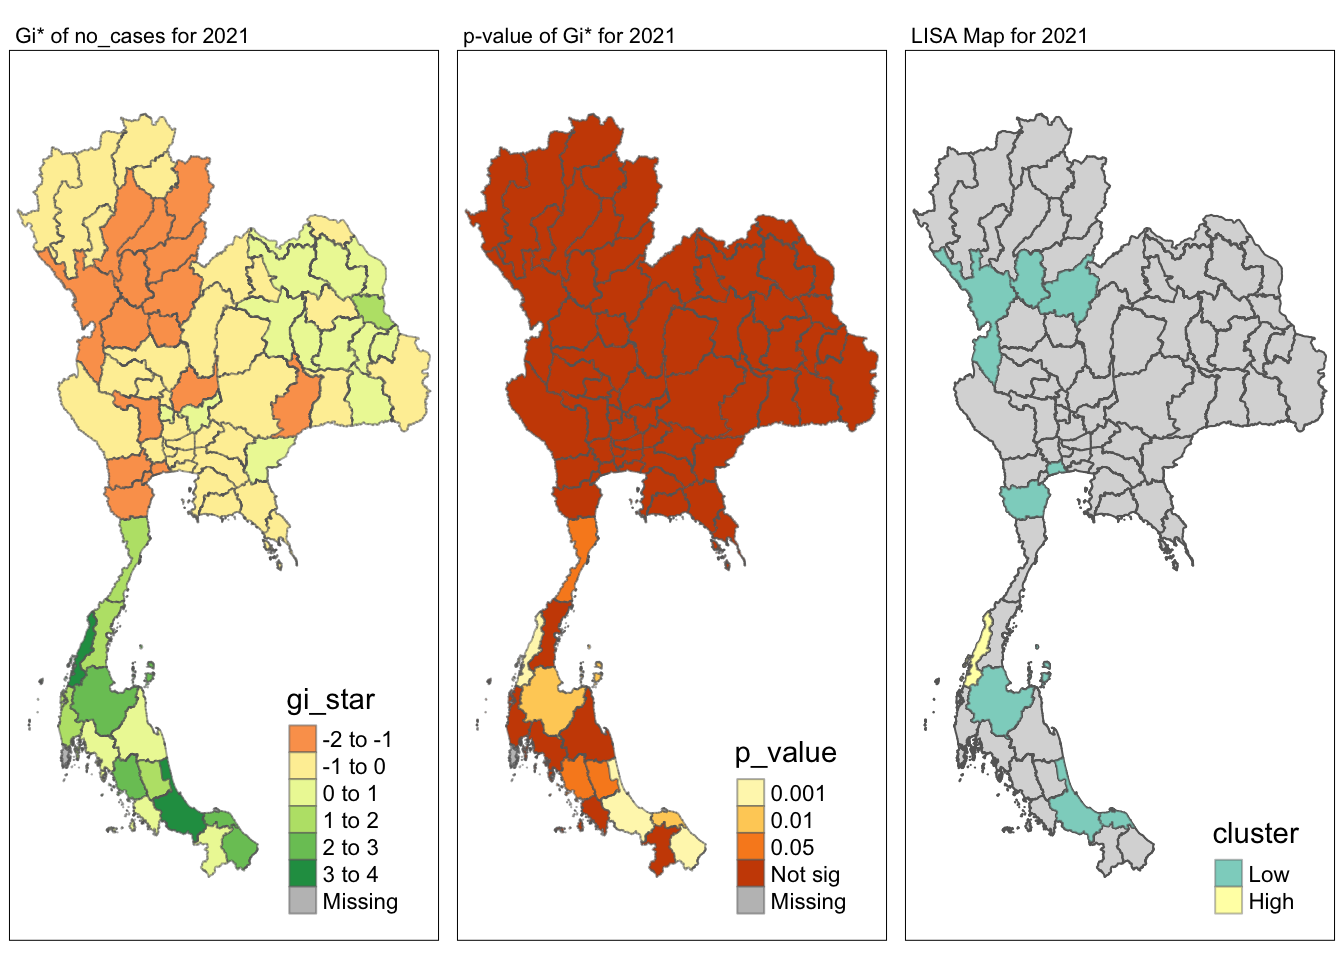 Gi* of no_cases for 2021
p-value of Gi* for 2021
LISA Map for 2021
gi_star
-2 to -1
-1 to 0
0 to 1
1 to 2
2 to 3
3 to 4
Missing
p_value
0.001
0.01
0.05
Not sig
Missing
cluster
Low
High